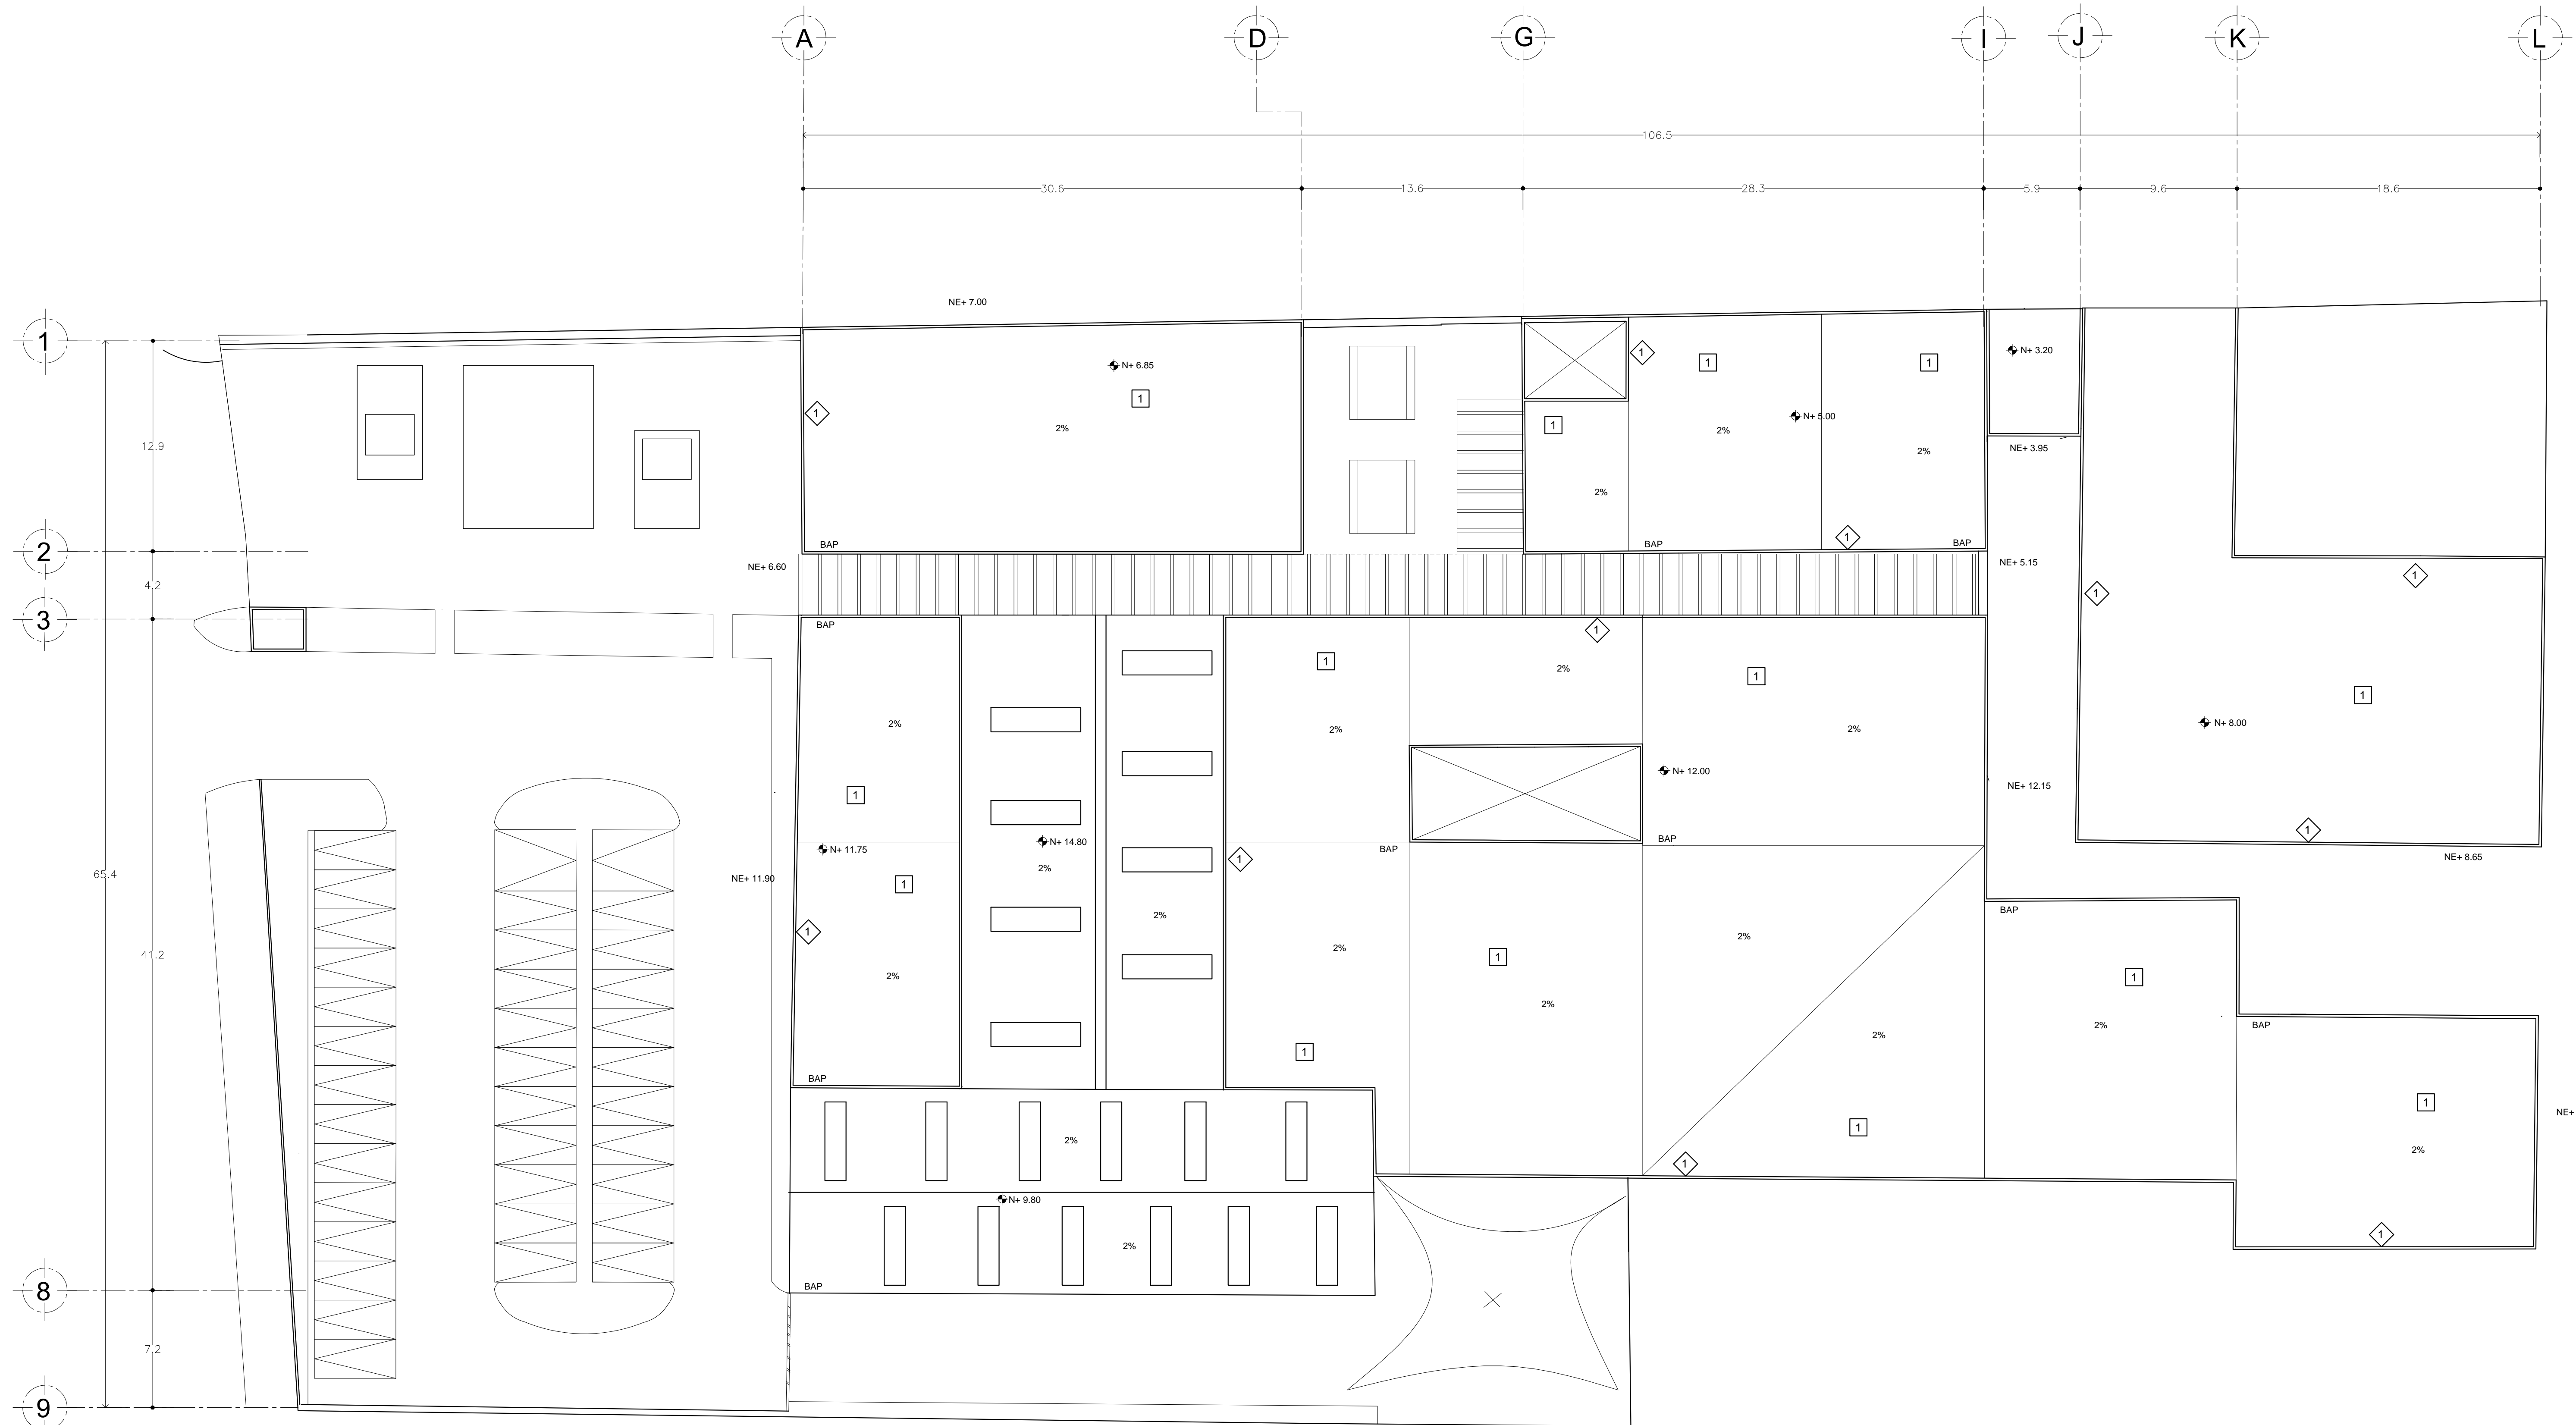 A
D
G
I
J
K
L
106.5
30.6
13.6
28.3
5.9
9.6
18.6
NE+ 7.00
1
N+ 6.85
1
1
2%
BAP
1
1
1
1
N+ 5.00
2%
2%
2%
BAP
BAP
1
N+ 3.20
NE+ 3.95
12.9
2
4.2
3
NE+ 6.60
NE+ 5.15
1
1
BAP
2%
1
N+ 11.75
1
NE+ 11.90
1
2%
BAP
N+ 14.80
2%
2%
1
2%
1
2%
1
2%
N+ 12.00
BAP
BAP
1
NE+ 12.15
1
N+ 8.00
1
NE+ 8.65
65.4
41.2
2%
1
2%
1
2%
2%
1
1
BAP
1
2%
BAP
1
2%
1
NE+
2%
N+ 9.80
2%
BAP
8
7.2
9